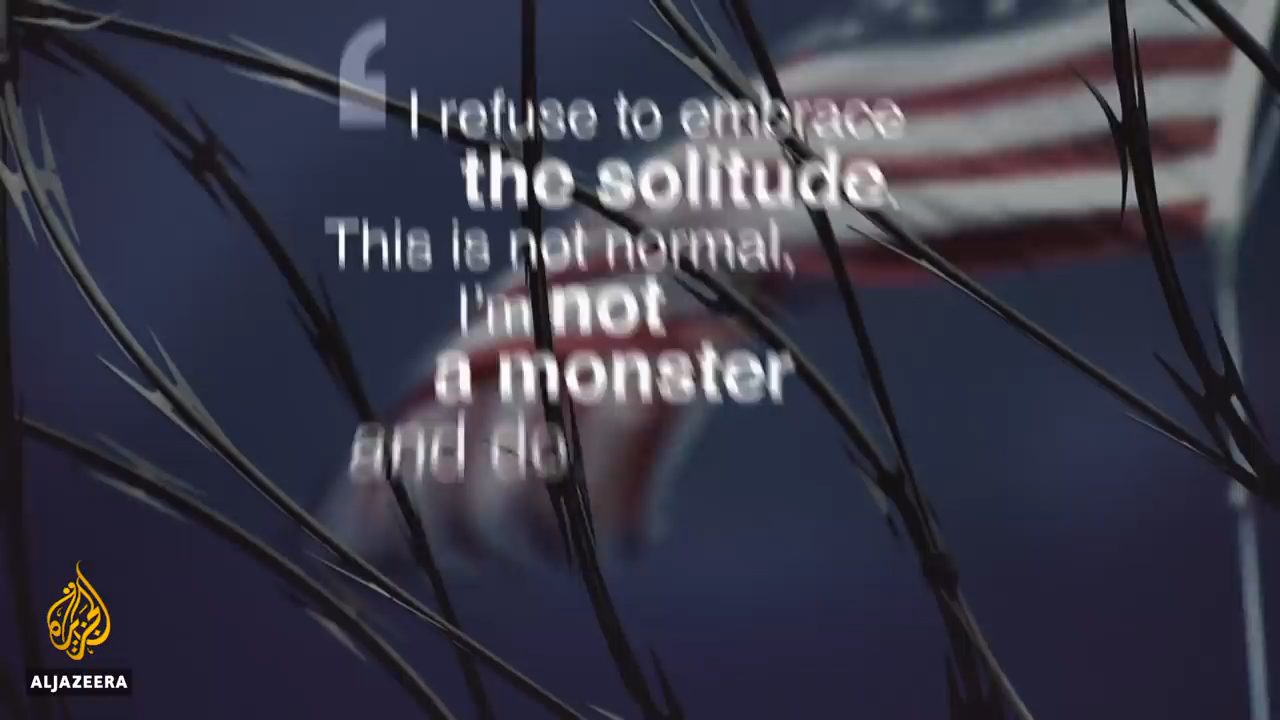 ‘
I refuse to embrace
the solitude.
This is not normal,
I'm not
a monster
and do
ALJAZEERA